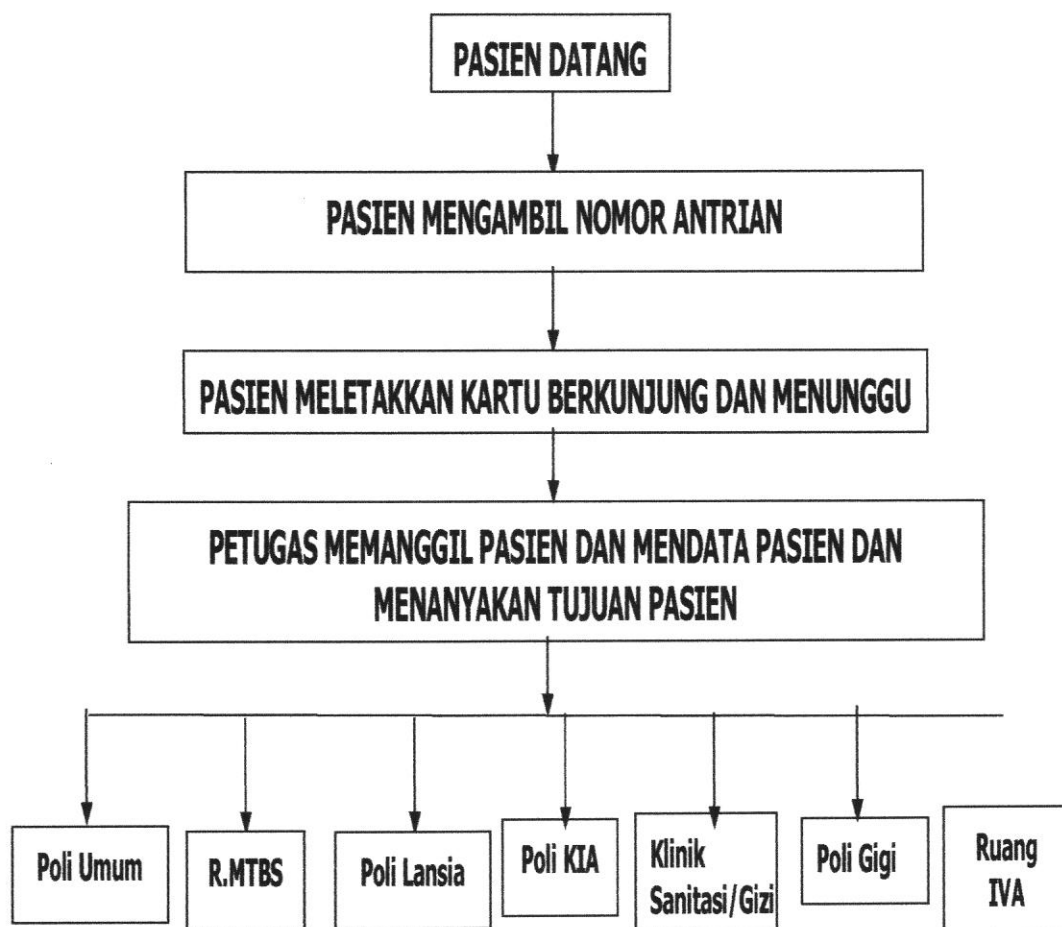 PASIEN DATANG
PASIEN MENGAMBIL NOMOR ANTRIAN
PASIEN MELETAKKAN KARTU BERKUNJUNG DAN MENUNGGU
PETUGAS MEMANGGIL PASIEN DAN MENDATA PASIEN DAN
MENANYAKAN TUJUAN PASIEN
Poli Umum
R.MTBS
Poli Lansia
Poli KIA
Klinik
Sanitasi/Gizi
Poli Gigi
Ruang
IVA